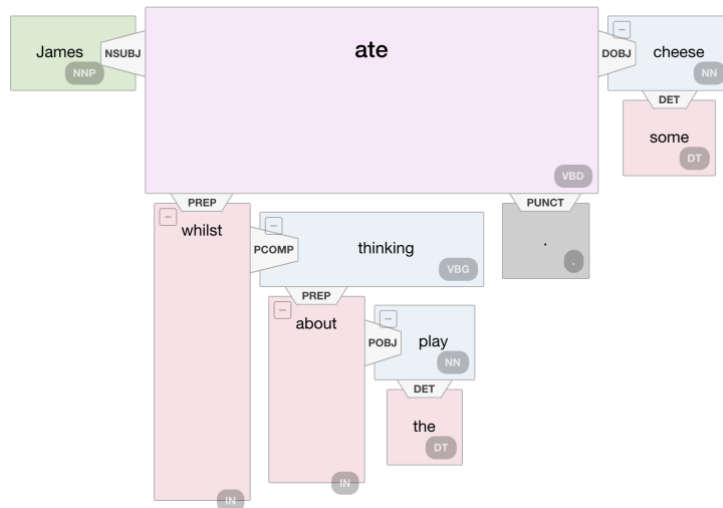 James
NSUBJ
NNP
ate
VBD
DOBJ
cheese
NN
DET
some
DT
PREP
whilst
IN
PCOMP
thinking
VBG
PREP
about
IN
POBJ
play
NN
DET
the
DT
PUNCT
.
.